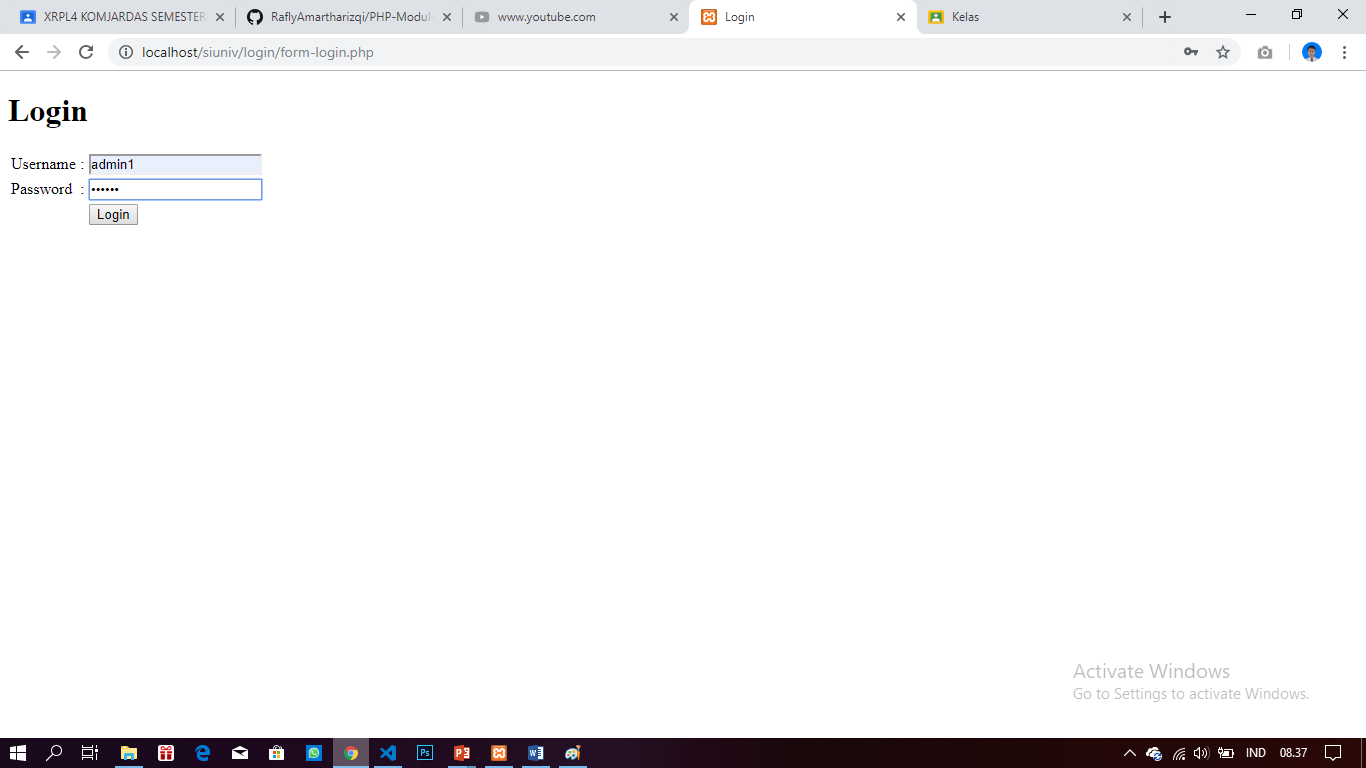 XRPL4 KOMJARDAS SEMESTER
RaflyAmartharizqi/PHP-Modul-
www.youtube.com
Login
Kelas
localhost/siuniv/login/form-login.php
Login
Username : admin1
Password : ••••••
Login
Activate Windows
Go to Settings to activate Windows.
IND 08.37